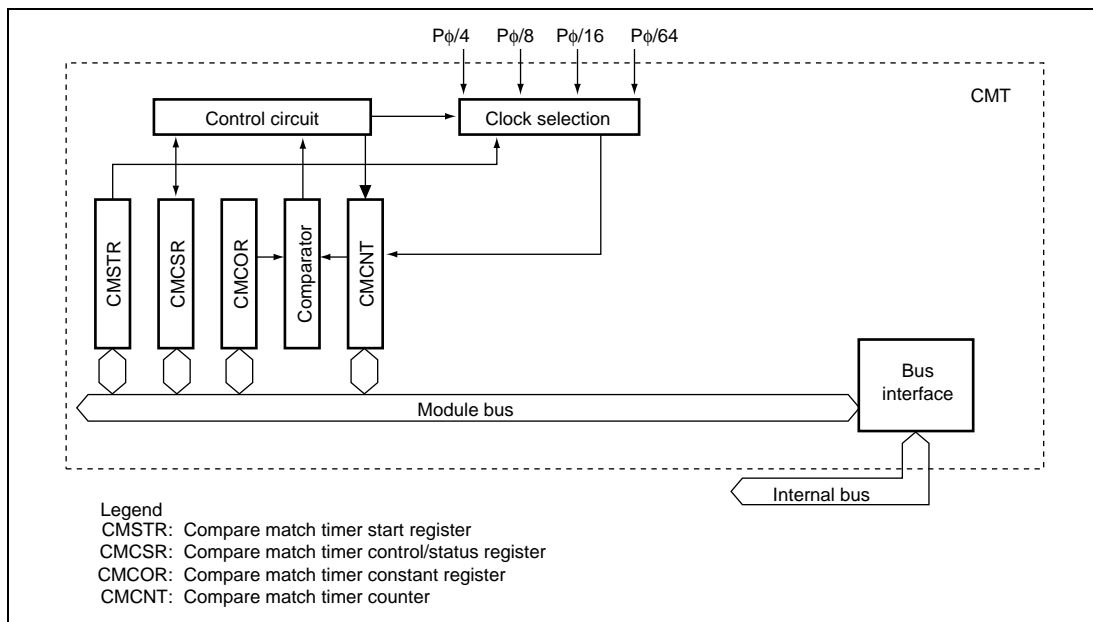 Pφ/4 Pφ/8 Pφ/16 Pφ/64
CMT
Control circuit
Clock selection
CMSTR
CMCSR
CMCOR
Comparator
CMCNT
Bus
interface
Module bus
Internal bus
Legend
CMSTR: Compare match timer start register
CMCSR: Compare match timer control/status register
CMCOR: Compare match timer constant register
CMCNT: Compare match timer counter